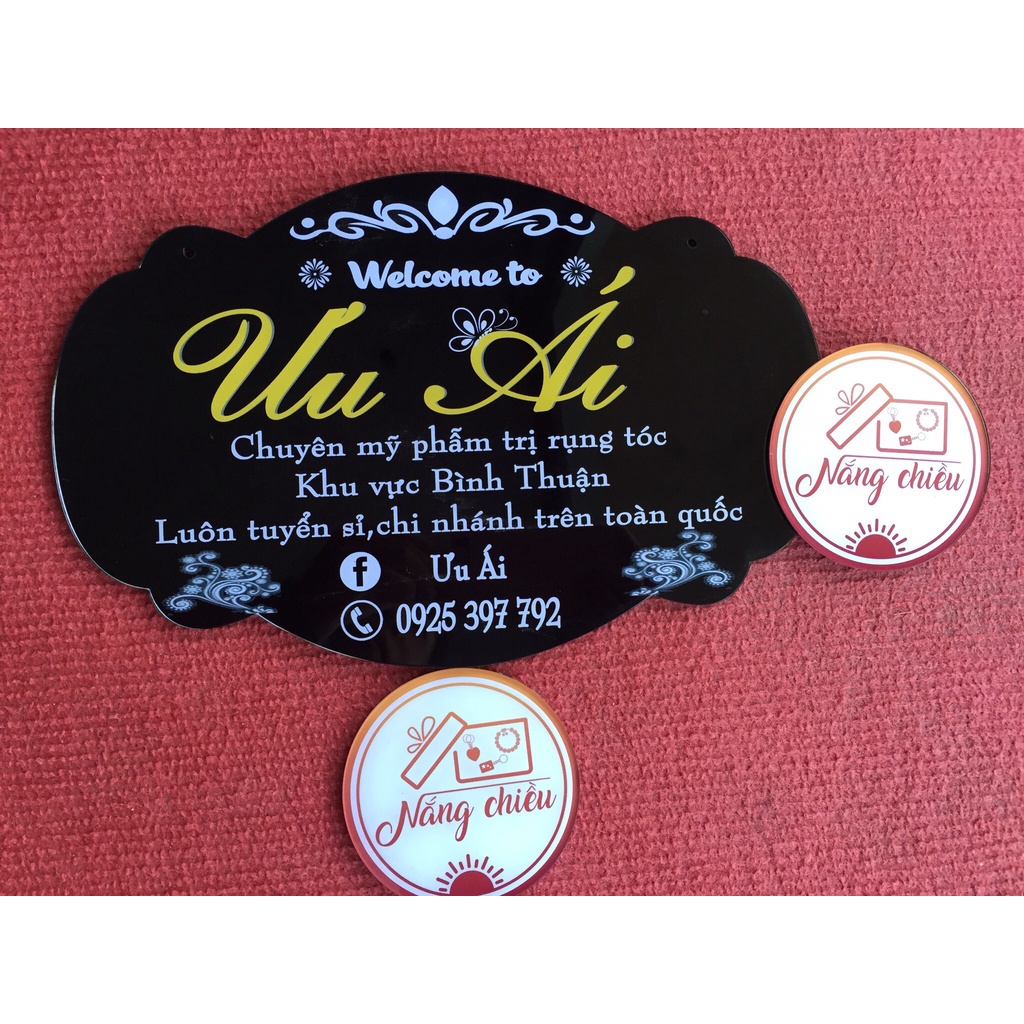 Welcome to
Ưu Ái
Chuyên mỹ phẩm trị rụng tóc
Khu vực Bình Thuận
Luôn tuyển sỉ,chi nhánh trên toàn quốc
f Ưu Ái
0925 397 792
Nắng chiều
Nắng chiều